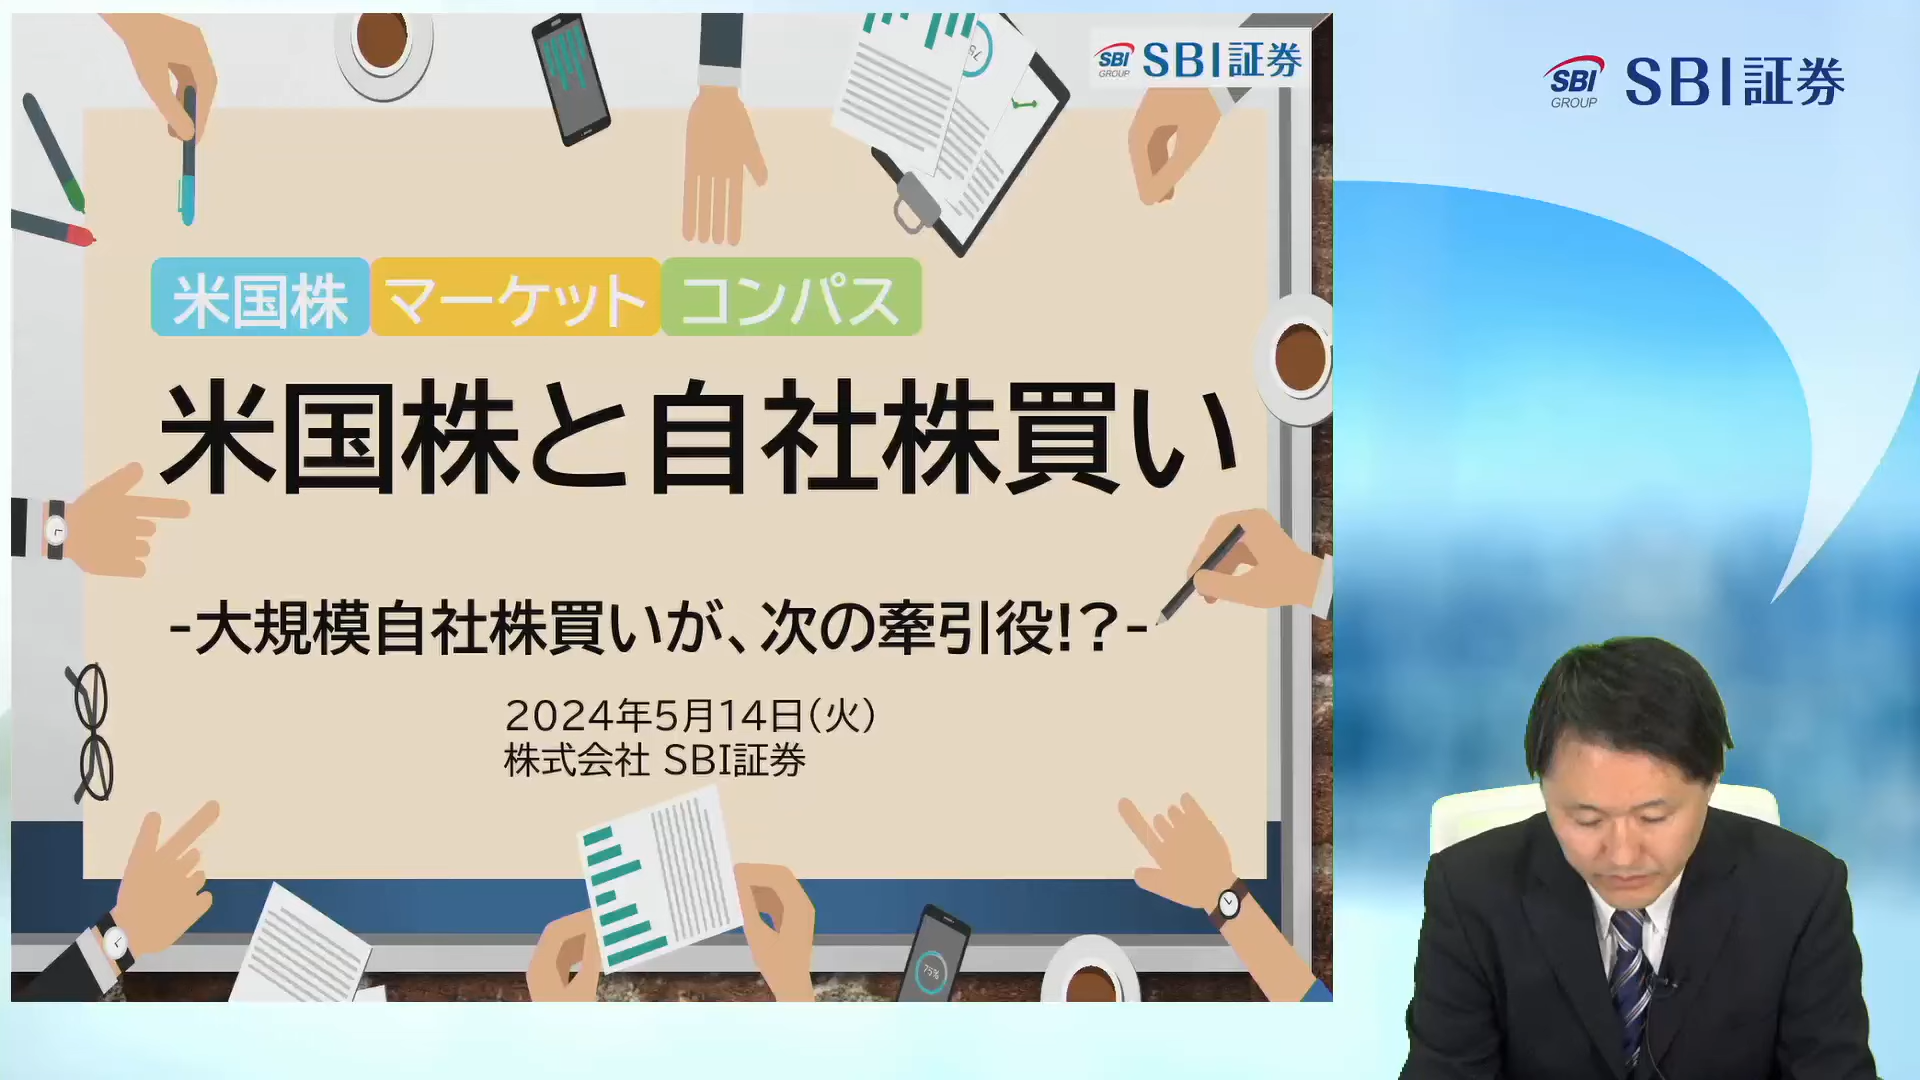 SBI GROUP SBI証券
SBI GROUP SBI証券
米国株 マーケット コンパス
米国株と自社株買い
-大規模自社株買いが、次の牽引役!?-
2024年5月14日(火)
株式会社 SBI証券
75%